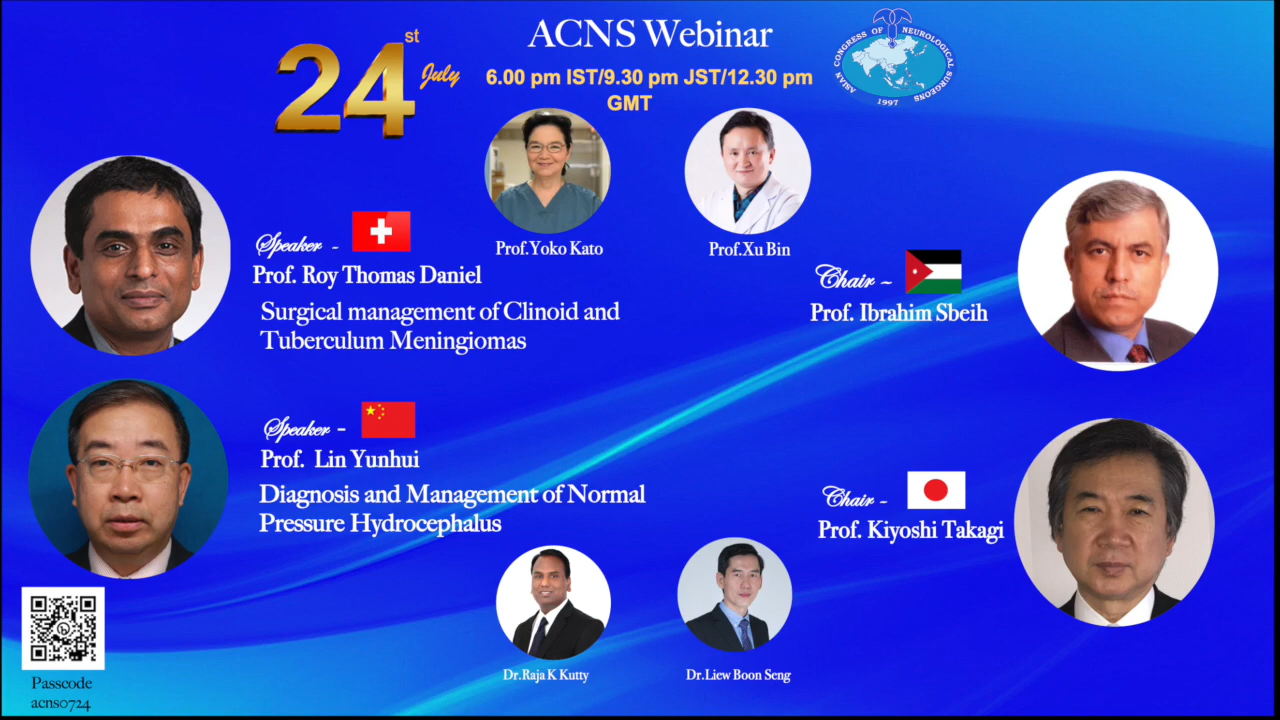 24 st July
ACNS Webinar
6.00 pm IST/9.30 pm JST/12.30 pm
GMT
ASIAN CONGRESS OF NEUROLOGICAL SURGEONS
1997
Prof.Yoko Kato
Prof.Xu Bin
Speaker -
Prof. Roy Thomas Daniel
Surgical management of Clinoid and
Tuberculum Meningiomas
Chair -
Prof. Ibrahim Sbeih
Speaker -
Prof. Lin Yunhui
Diagnosis and Management of Normal
Pressure Hydrocephalus
Chair -
Prof. Kiyoshi Takagi
Dr.Raja K Kutty
Dr.Liew Boon Seng
Passcode
acns0724